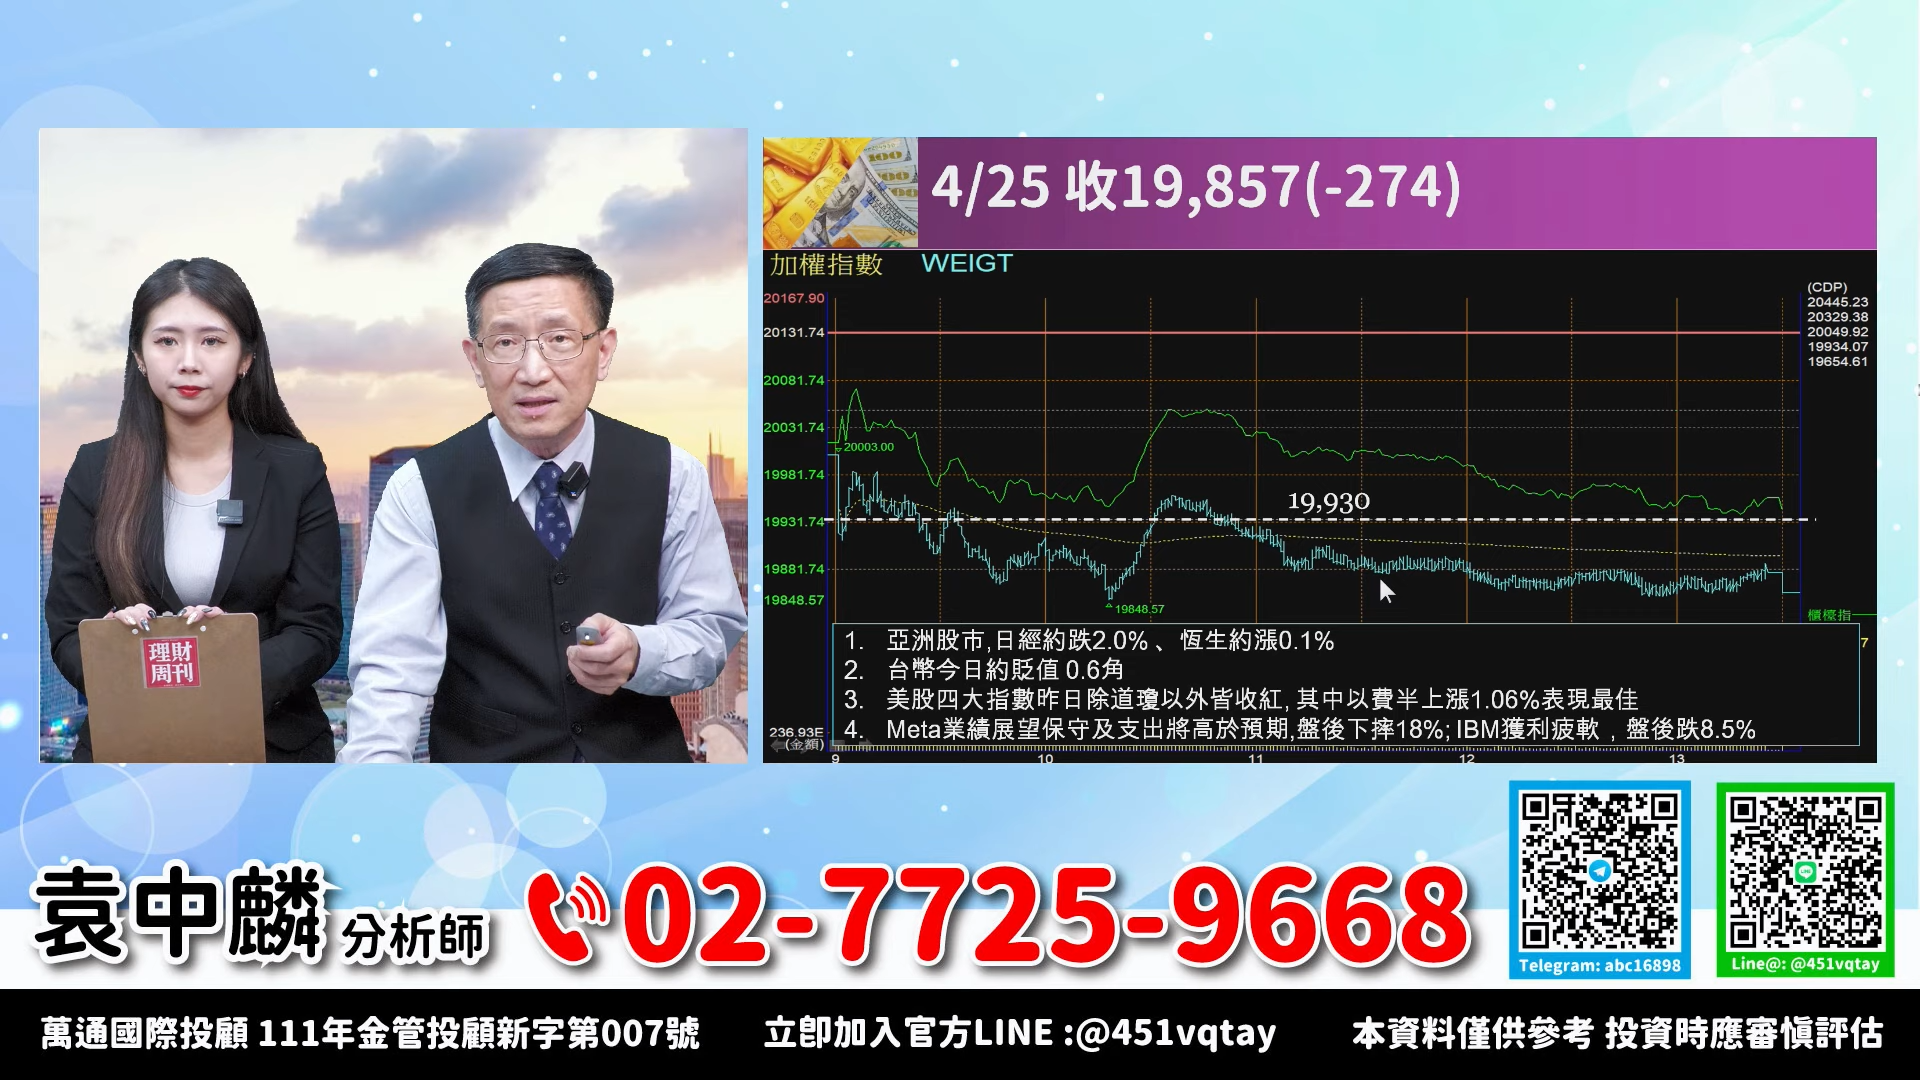 4/25 收19,857(-274)
加權指數 WEIGT
20167.90
20131.74
20081.74
20031.74
19981.74
19931.74
19881.74
19848.57
236.93E
(金額)
20003.00
19,930
19848.57
(CDP)
20445.23
20329.38
20049.92
19934.07
19654.61
櫃檯指
7
1. 亞洲股市,日經約跌2.0%、恆生約漲0.1%
2. 台幣今日約貶值 0.6角
3. 美股四大指數昨日除道瓊以外皆收紅, 其中以費半上漲1.06%表現最佳
4. Meta業績展望保守及支出將高於預期,盤後下摔18%; IBM獲利疲軟，盤後跌8.5%
9 10 11 12 13
理財
周刊
袁中麟 分析師
02-7725-9668
Telegram: abc16898
Line@: @451vqtay
萬通國際投顧 111年金管投顧新字第007號
立即加入官方LINE :@451vqtay
本資料僅供參考 投資時應審慎評估